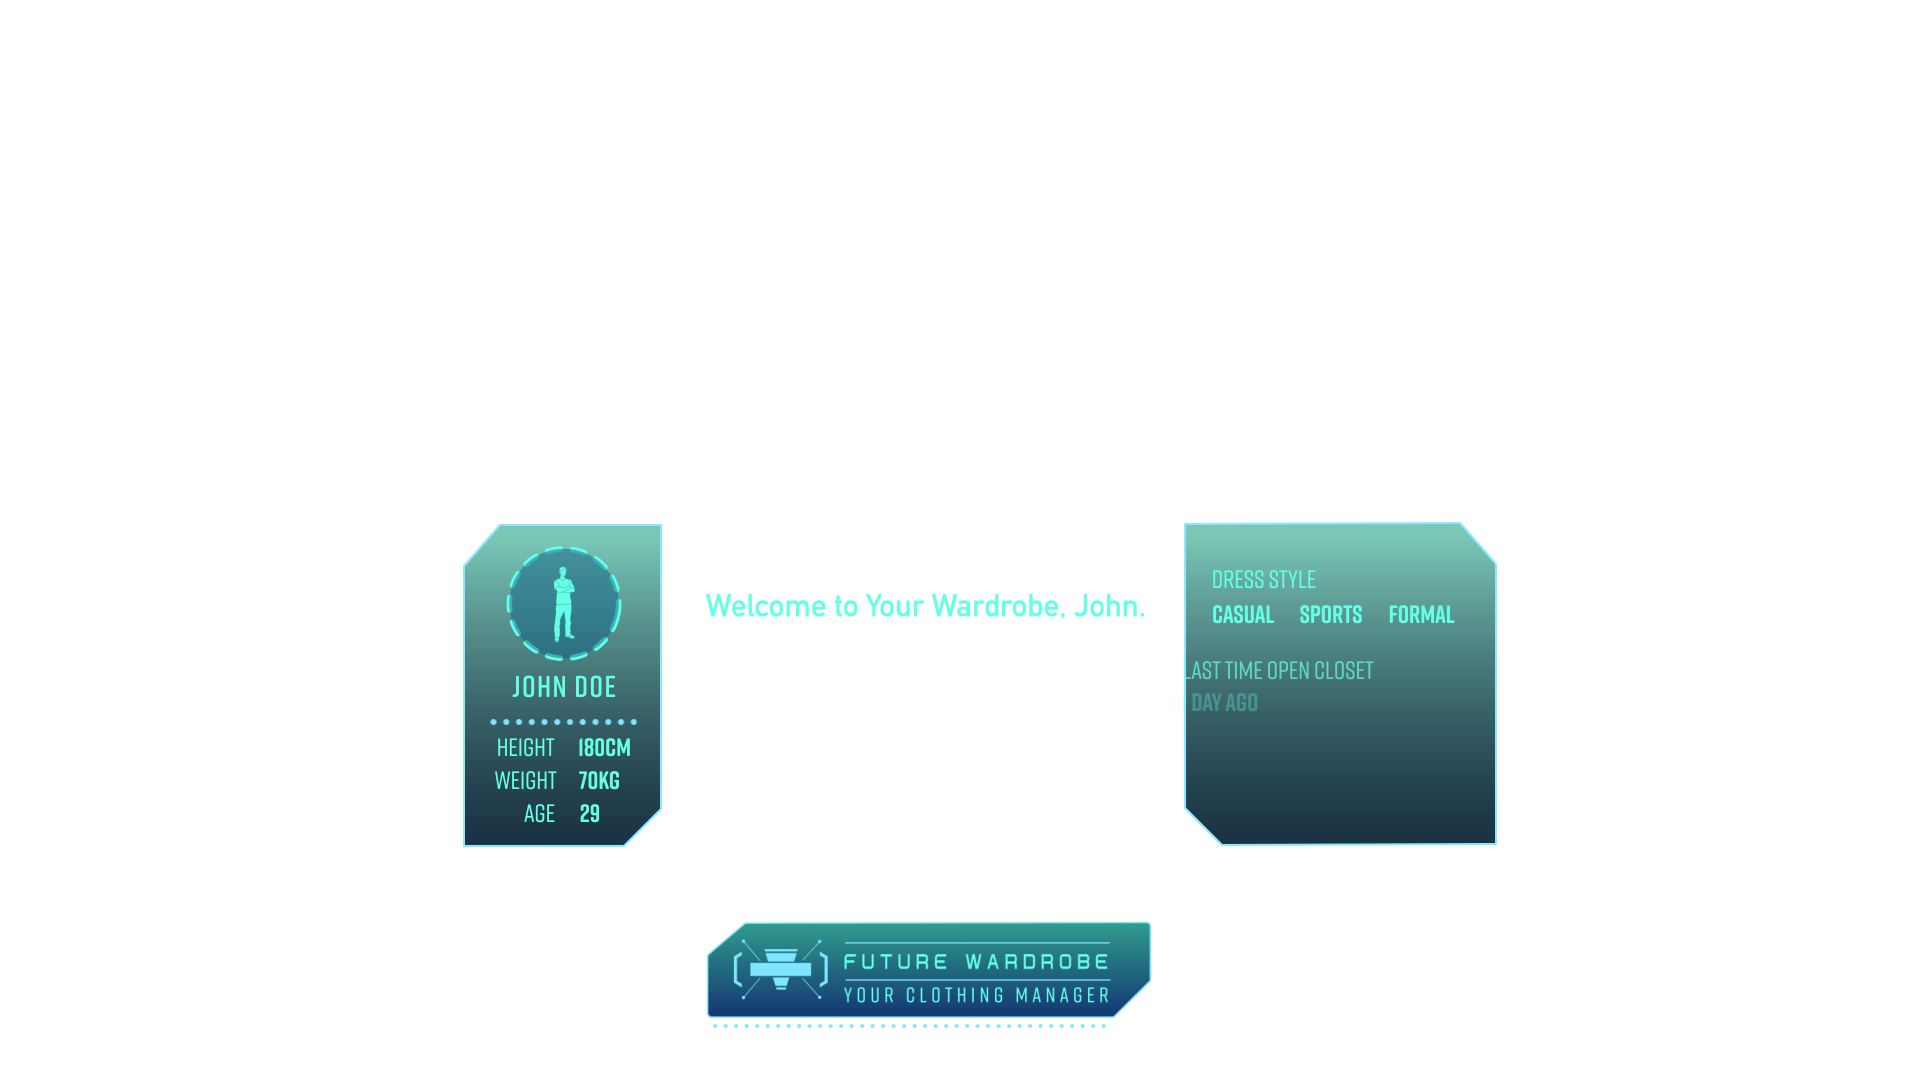 JOHN DOE
HEIGHT 180CM
WEIGHT 70KG
AGE 29
Welcome to Your Wardrobe, John.
DRESS STYLE
CASUAL SPORTS FORMAL
LAST TIME OPEN CLOSET
DAY AGO
FUTURE WARDROBE
YOUR CLOTHING MANAGER